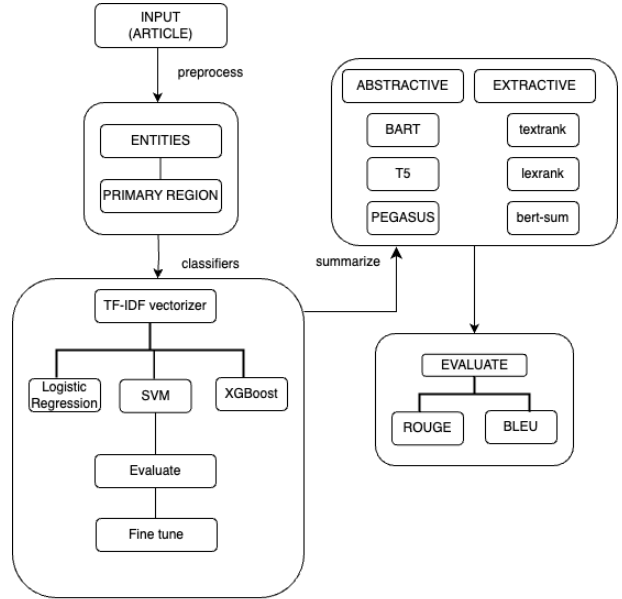 INPUT
(ARTICLE)
preprocess
ENTITIES
PRIMARY REGION
classifiers
TF-IDF vectorizer
Logistic
Regression
SVM
XGBoost
Evaluate
Fine tune
summarize
ABSTRACTIVE
EXTRACTIVE
BART
textrank
T5
lexrank
PEGASUS
bert-sum
EVALUATE
ROUGE
BLEU